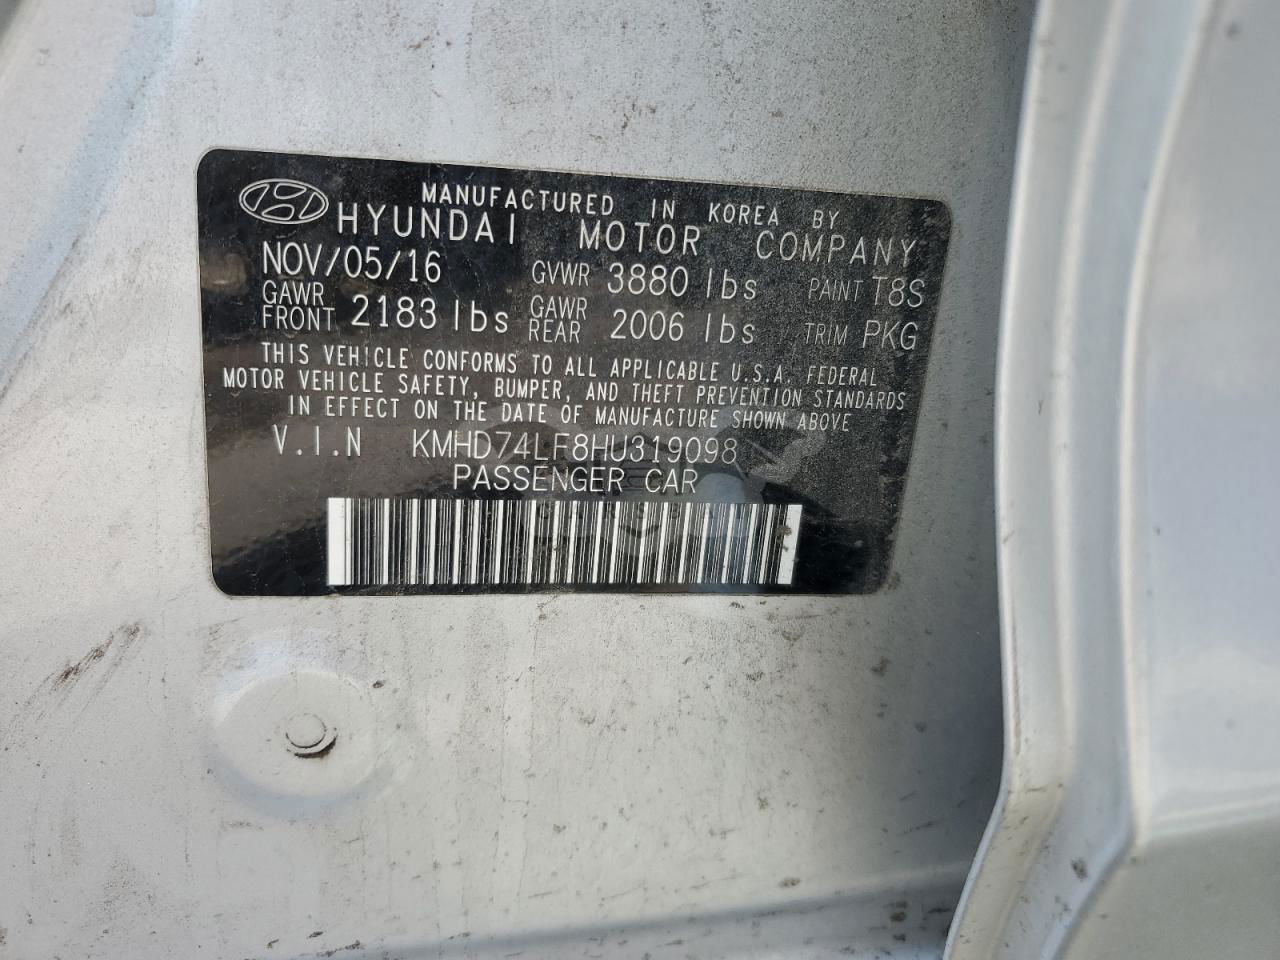 MANUFACTURED IN KOREA BY
HYUNDAI MOTOR COMPANY
NOV/05/16 GVWR 3880 lbs PAINT T8S
GAWR FRONT 2183 lbs GAWR REAR 2006 lbs TRIM PKG
THIS VEHICLE CONFORMS TO ALL APPLICABLE U.S.A. FEDERAL
MOTOR VEHICLE SAFETY, BUMPER, AND THEFT PREVENTION STANDARDS
IN EFFECT ON THE DATE OF MANUFACTURE SHOWN ABOVE
V.I.N KMHD74LF8HU319098
PASSENGER CAR